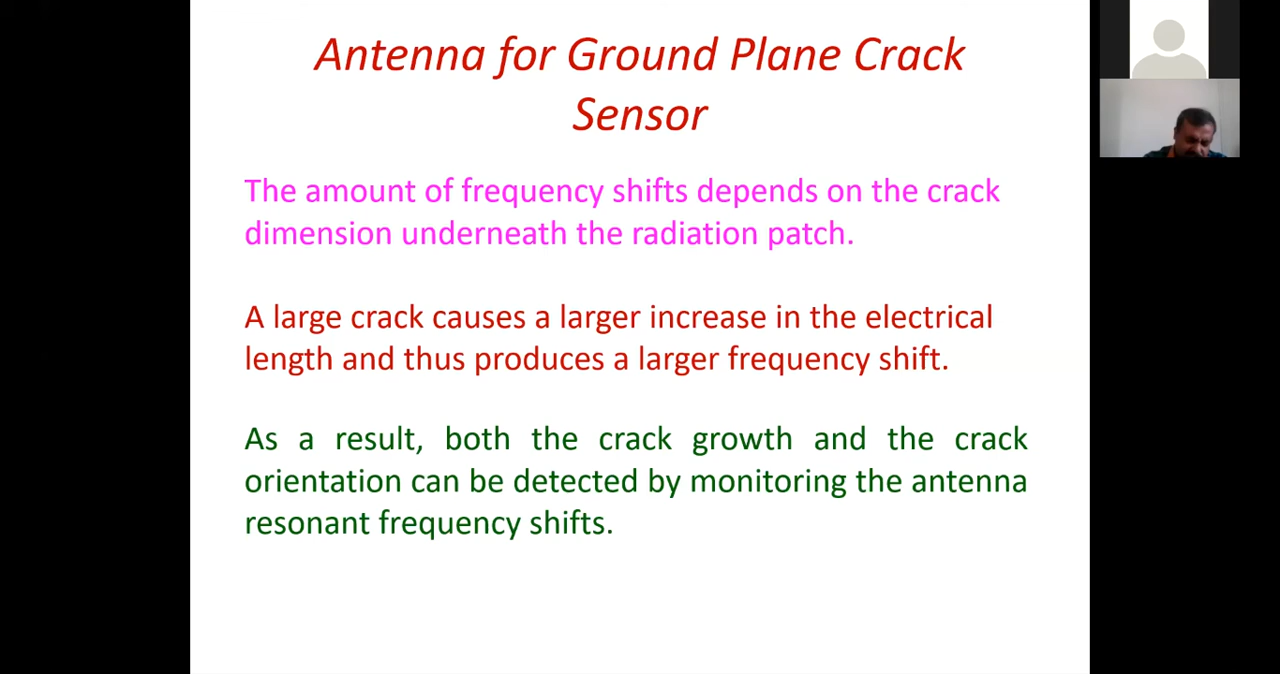 Antenna for Ground Plane Crack
Sensor
The amount of frequency shifts depends on the crack
dimension underneath the radiation patch.
A large crack causes a larger increase in the electrical
length and thus produces a larger frequency shift.
As a result, both the crack growth and the crack
orientation can be detected by monitoring the antenna
resonant frequency shifts.